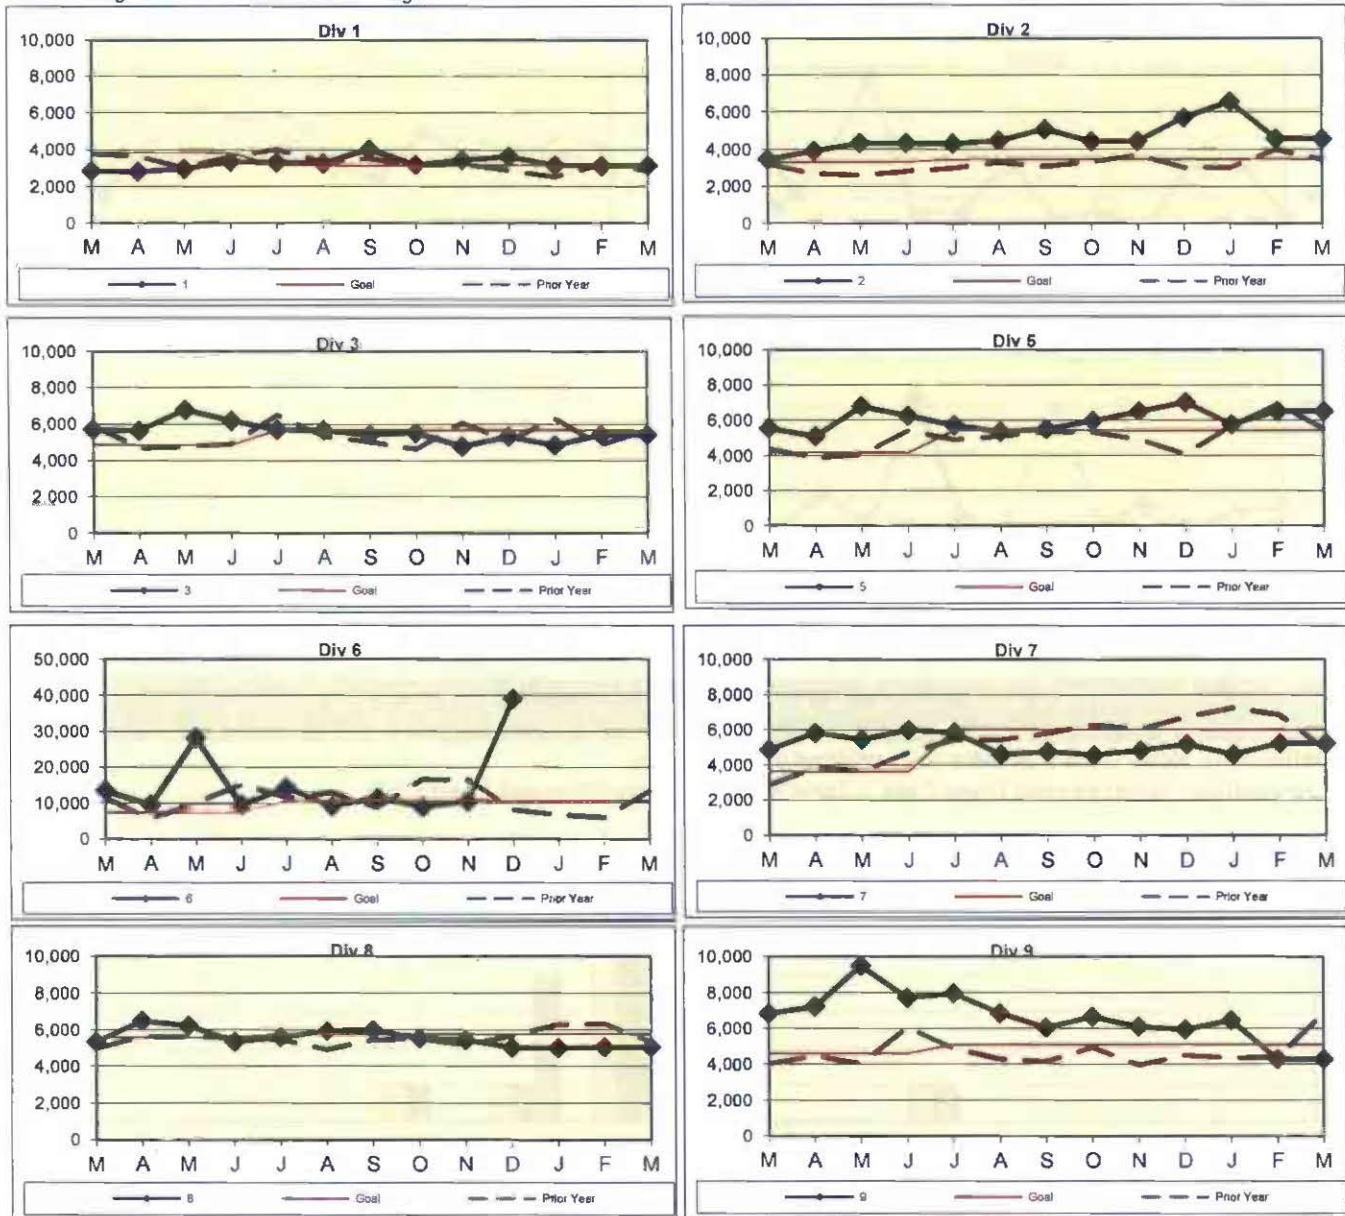 Div 1
10,000
8,000
6,000
4,000
2,000
0
M A M J J A S O N D J F M
1 Goal Prior Year
Div 2
10,000
8,000
6,000
4,000
2,000
0
M A M J J A S O N D J F M
2 Goal Prior Year
Div 3
10,000
8,000
6,000
4,000
2,000
0
M A M J J A S O N D J F M
3 Goal Prior Year
Div 5
10,000
8,000
6,000
4,000
2,000
0
M A M J J A S O N D J F M
5 Goal Prior Year
Div 6
50,000
40,000
30,000
20,000
10,000
0
M A M J J A S O N D J F M
6 Goal Prior Year
Div 7
10,000
8,000
6,000
4,000
2,000
0
M A M J J A S O N D J F M
7 Goal Prior Year
Div 8
10,000
8,000
6,000
4,000
2,000
0
M A M J J A S O N D J F M
8 Goal Prior Year
Div 9
10,000
8,000
6,000
4,000
2,000
0
M A M J J A S O N D J F M
9 Goal Prior Year